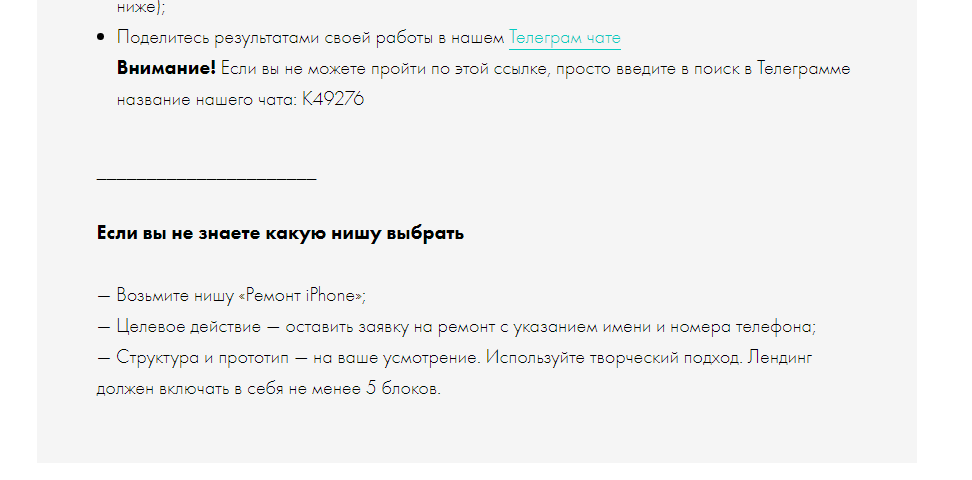 ниже);
Поделитесь результатами своей работы в нашем Телеграм чате
Внимание! Если вы не можете пройти по этой ссылке, просто введите в поиск в Телеграмме
название нашего чата: К49276
______________________
Если вы не знаете какую нишу выбрать
— Возьмите нишу «Ремонт iPhone»;
— Целевое действие — оставить заявку на ремонт с указанием имени и номера телефона;
— Структура и прототип — на ваше усмотрение. Используйте творческий подход. Лендинг
должен включать в себя не менее 5 блоков.